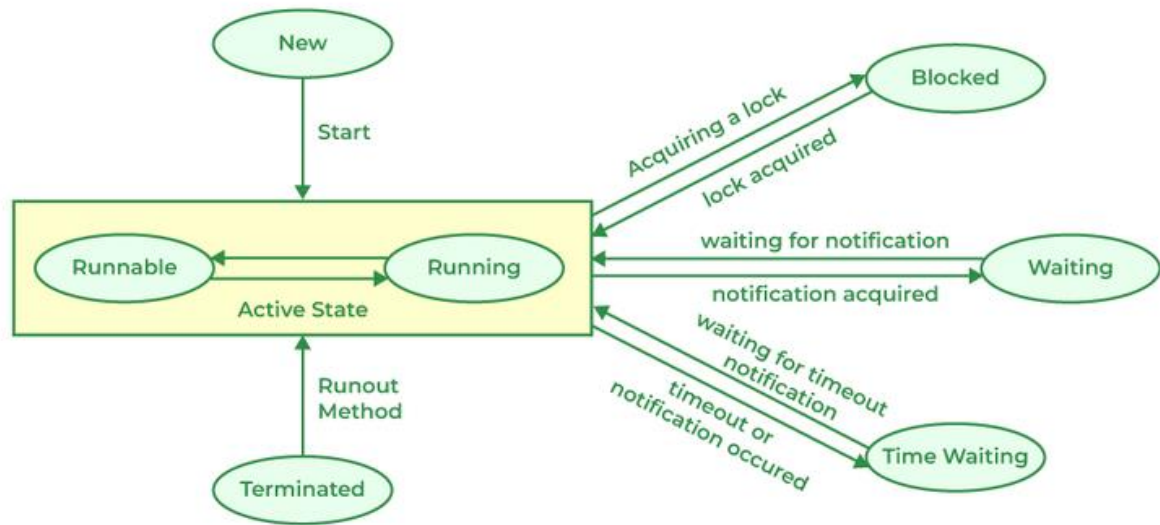 New
Blocked
Start
Acquiring a lock
lock acquired
Runnable
Running
Active State
waiting for notification
notification acquired
Waiting
waiting for timeout
notification
timeout or
notification occured
Runout
Method
Time Waiting
Terminated